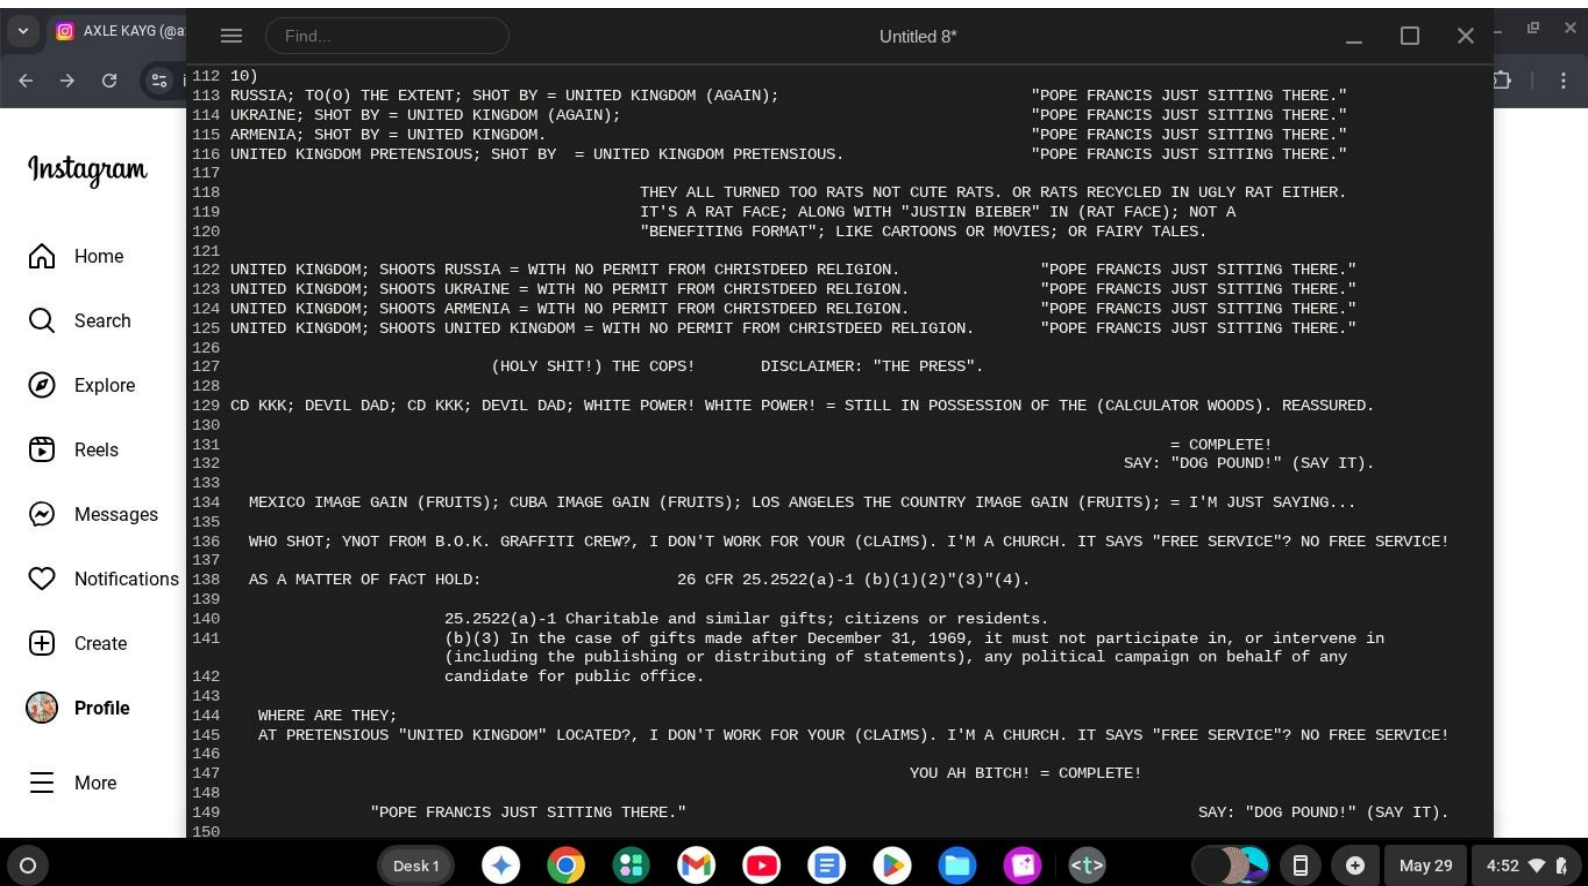 AXLE KAYG (@a
Find...
Untitled 8*
Instagram
Home
Search
Explore
Reels
Messages
Notifications
Create
Profile
More
112 10)
113 RUSSIA; TO(O) THE EXTENT; SHOT BY = UNITED KINGDOM (AGAIN); "POPE FRANCIS JUST SITTING THERE."
114 UKRAINE; SHOT BY = UNITED KINGDOM (AGAIN); "POPE FRANCIS JUST SITTING THERE."
115 ARMENIA; SHOT BY = UNITED KINGDOM. "POPE FRANCIS JUST SITTING THERE."
116 UNITED KINGDOM PRETENSIOUS; SHOT BY = UNITED KINGDOM PRETENSIOUS. "POPE FRANCIS JUST SITTING THERE."
117
118 THEY ALL TURNED TOO RATS NOT CUTE RATS. OR RATS RECYCLED IN UGLY RAT EITHER.
119 IT'S A RAT FACE; ALONG WITH "JUSTIN BIEBER" IN (RAT FACE); NOT A
120 "BENEFITING FORMAT"; LIKE CARTOONS OR MOVIES; OR FAIRY TALES.
121
122 UNITED KINGDOM; SHOOTS RUSSIA = WITH NO PERMIT FROM CHRISTDEED RELIGION. "POPE FRANCIS JUST SITTING THERE."
123 UNITED KINGDOM; SHOOTS UKRAINE = WITH NO PERMIT FROM CHRISTDEED RELIGION. "POPE FRANCIS JUST SITTING THERE."
124 UNITED KINGDOM; SHOOTS ARMENIA = WITH NO PERMIT FROM CHRISTDEED RELIGION. "POPE FRANCIS JUST SITTING THERE."
125 UNITED KINGDOM; SHOOTS UNITED KINGDOM = WITH NO PERMIT FROM CHRISTDEED RELIGION. "POPE FRANCIS JUST SITTING THERE."
126
127 (HOLY SHIT!) THE COPS! DISCLAIMER: "THE PRESS".
128
129 CD KKK; DEVIL DAD; CD KKK; DEVIL DAD; WHITE POWER! WHITE POWER! = STILL IN POSSESSION OF THE (CALCULATOR WOODS). REASSURED.
130
131 = COMPLETE!
132 SAY: "DOG POUND!" (SAY IT).
133
134 MEXICO IMAGE GAIN (FRUITS); CUBA IMAGE GAIN (FRUITS); LOS ANGELES THE COUNTRY IMAGE GAIN (FRUITS); = I'M JUST SAYING...
135
136 WHO SHOT; YNOT FROM B.O.K. GRAFFITI CREW?, I DON'T WORK FOR YOUR (CLAIMS). I'M A CHURCH. IT SAYS "FREE SERVICE"? NO FREE SERVICE!
137
138 AS A MATTER OF FACT HOLD: 26 CFR 25.2522(a)-1 (b)(1)(2)"(3)"(4).
139
140 25.2522(a)-1 Charitable and similar gifts; citizens or residents.
141 (b)(3) In the case of gifts made after December 31, 1969, it must not participate in, or intervene in
(including the publishing or distributing of statements), any political campaign on behalf of any
142 candidate for public office.
143
144 WHERE ARE THEY;
145 AT PRETENSIOUS "UNITED KINGDOM" LOCATED?, I DON'T WORK FOR YOUR (CLAIMS). I'M A CHURCH. IT SAYS "FREE SERVICE"? NO FREE SERVICE!
146
147 YOU AH BITCH! = COMPLETE!
148
149 "POPE FRANCIS JUST SITTING THERE." SAY: "DOG POUND!" (SAY IT).
150
Desk 1
<t>
May 29
4:52